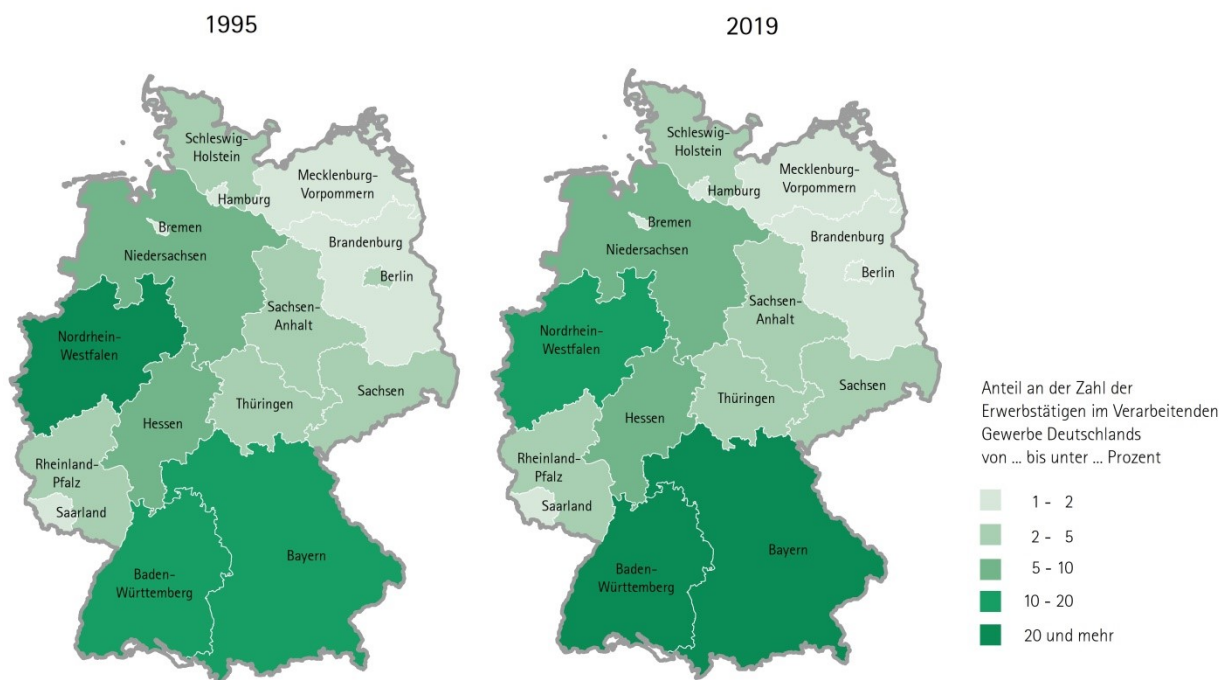 1995
Schleswig-
Holstein
Mecklenburg-
Vorpommern
Hamburg
Bremen
Brandenburg
Niedersachsen
Berlin
Sachsen-
Anhalt
Nordrhein-
Westfalen
Sachsen
Thüringen
Hessen
Rheinland-
Pfalz
Saarland
Bayern
Baden-
Württemberg
2019
Schleswig-
Holstein
Mecklenburg-
Vorpommern
Hamburg
Bremen
Brandenburg
Niedersachsen
Berlin
Sachsen-
Anhalt
Nordrhein-
Westfalen
Sachsen
Thüringen
Hessen
Rheinland-
Pfalz
Saarland
Bayern
Baden-
Württemberg
Anteil an der Zahl der
Erwerbstätigen im Verarbeitenden
Gewerbe Deutschlands
von ... bis unter ... Prozent
1 - 2
2 - 5
5 - 10
10 - 20
20 und mehr